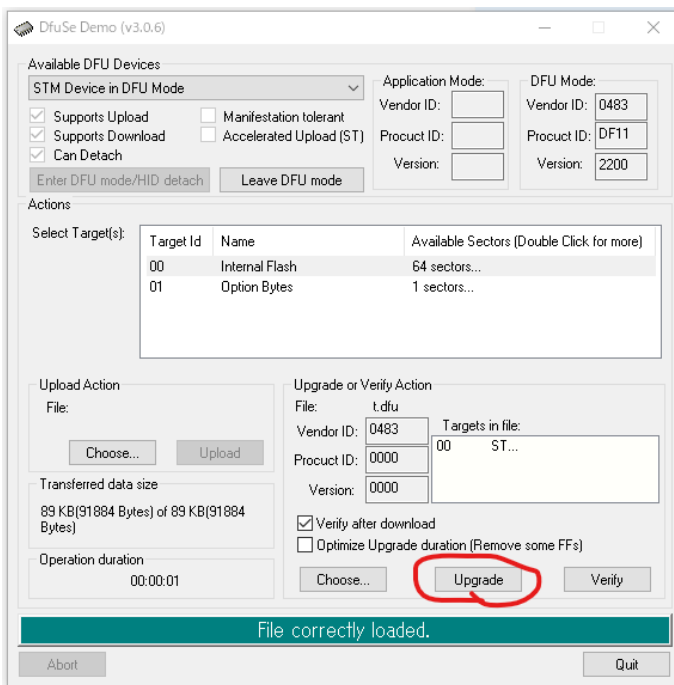 DfuSe Demo (v3.0.6)
Available DFU Devices
STM Device in DFU Mode
Supports Upload
Manifestation tolerant
Supports Download
Accelerated Upload (ST)
Can Detach
Enter DFU mode/HID detach
Leave DFU mode
Application Mode:
Vendor ID:
Procuct ID:
Version:
DFU Mode:
Vendor ID: 0483
Procuct ID: DF11
Version: 2200
Actions
Select Target(s):
Target Id Name Available Sectors (Double Click for more)
00 Internal Flash 64 sectors...
01 Option Bytes 1 sectors...
Upload Action
File:
Choose... Upload
Transferred data size
89 KB(91884 Bytes) of 89 KB(91884
Bytes)
Operation duration
00:00:01
Upgrade or Verify Action
File: t.dfu
Vendor ID: 0483
Procuct ID: 0000
Version: 0000
Targets in file:
00 ST...
Verify after download
Optimize Upgrade duration (Remove some FFs)
Choose... Upgrade Verify
File correctly loaded.
Abort Quit